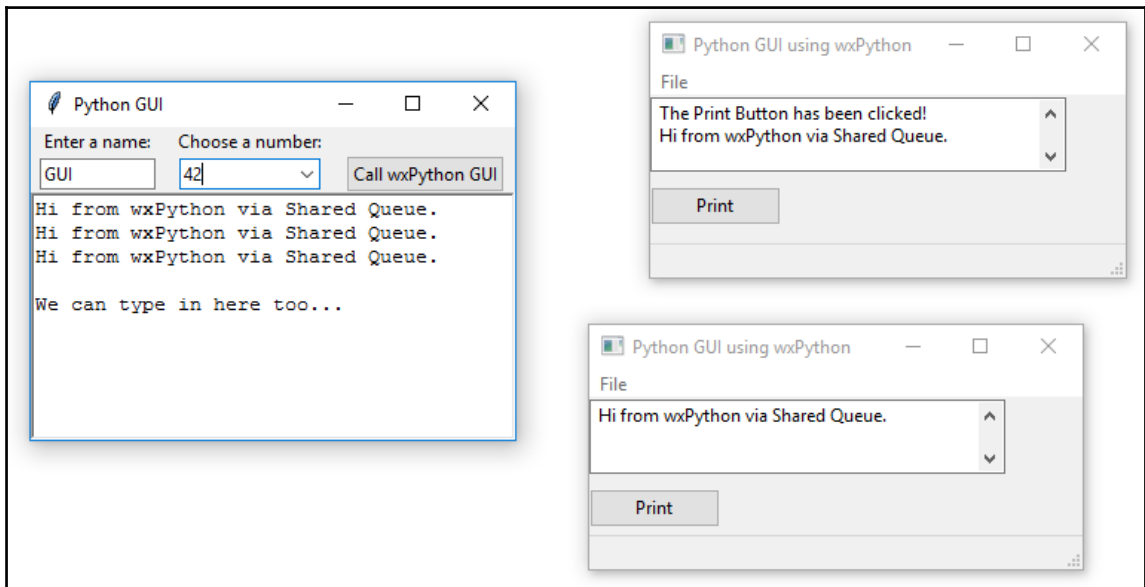 Python GUI
Enter a name: Choose a number:
GUI 42 Call wxPython GUI
Hi from wxPython via Shared Queue.
Hi from wxPython via Shared Queue.
Hi from wxPython via Shared Queue.
We can type in here too...
Python GUI using wxPython
File
The Print Button has been clicked!
Hi from wxPython via Shared Queue.
Print
Python GUI using wxPython
File
Hi from wxPython via Shared Queue.
Print